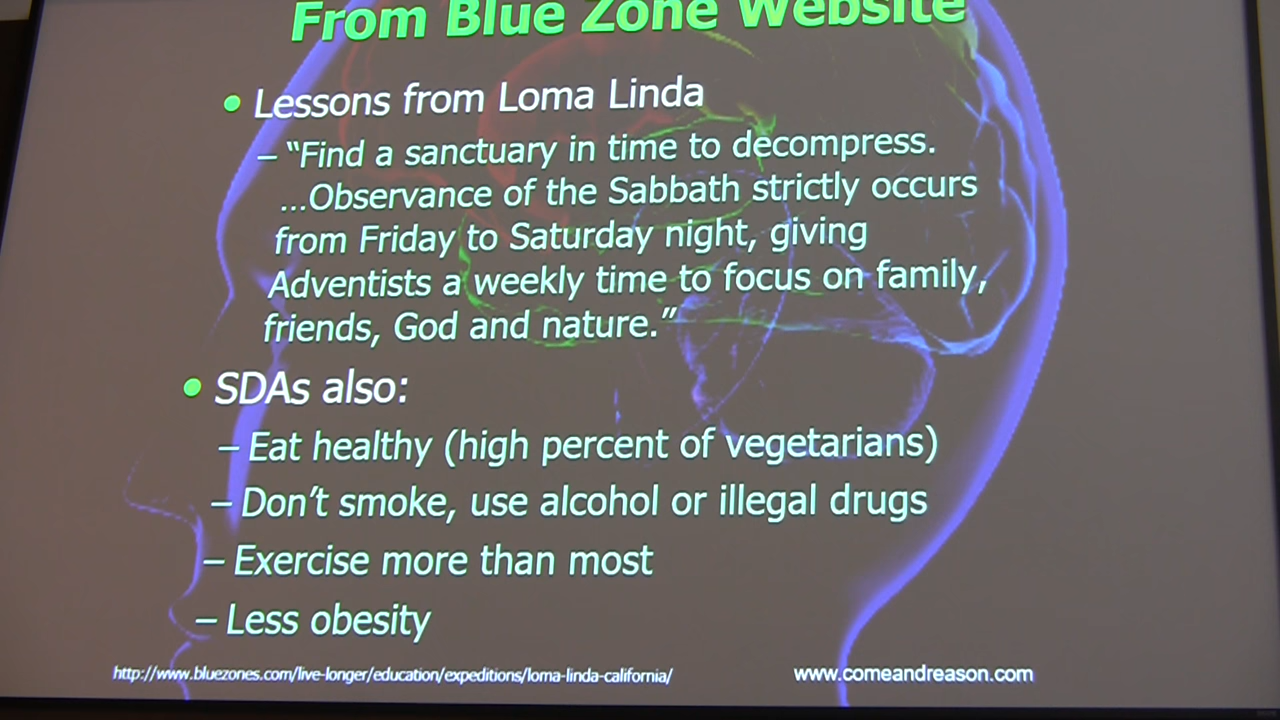 From Blue Zone Website
• Lessons from Loma Linda
– “Find a sanctuary in time to decompress.
...Observance of the Sabbath strictly occurs
from Friday to Saturday night, giving
Adventists a weekly time to focus on family,
friends, God and nature.”
• SDAs also:
– Eat healthy (high percent of vegetarians)
– Don’t smoke, use alcohol or illegal drugs
– Exercise more than most
– Less obesity
http://www.bluezones.com/live-longer/education/expeditions/loma-linda-california/
www.comeandreason.com